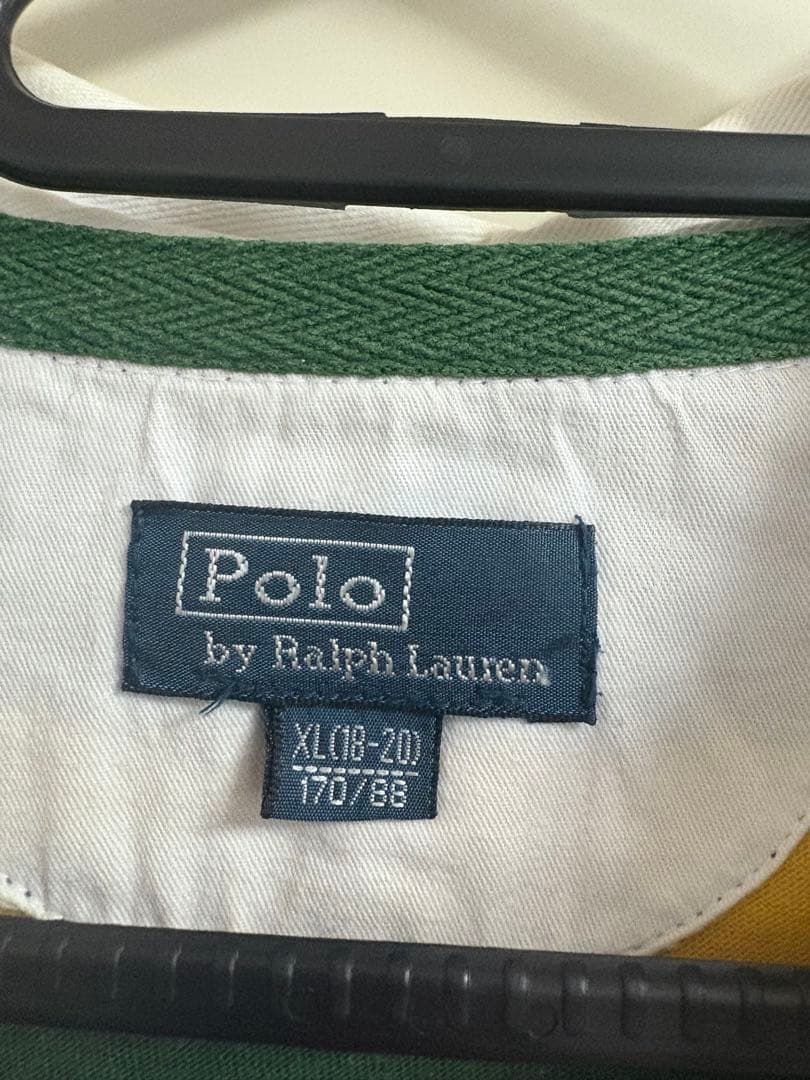 Polo
by Ralph Lauren
XL(18-20)
170/88